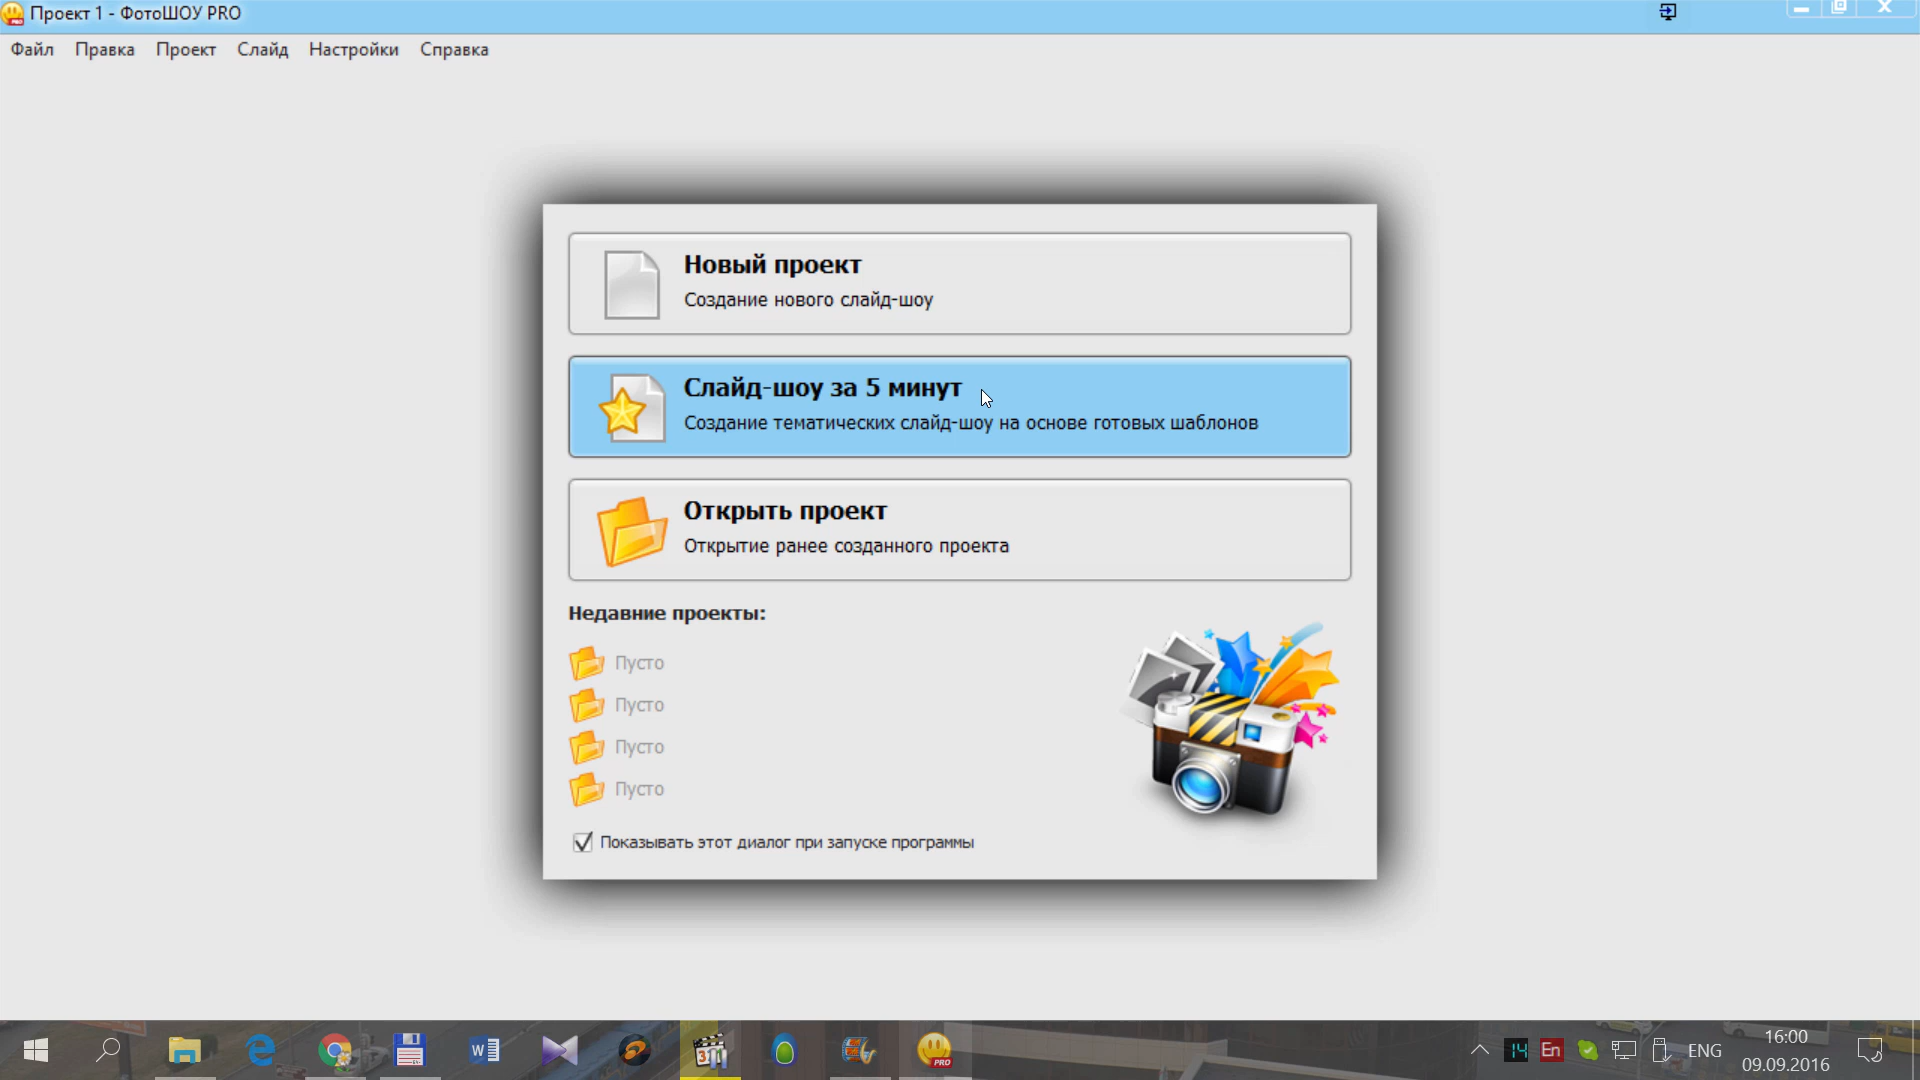 Проект 1 - ФотоШОУ PRO
Файл Правка Проект Слайд Настройки Справка
Новый проект
Создание нового слайд-шоу
Слайд-шоу за 5 минут
Создание тематических слайд-шоу на основе готовых шаблонов
Открыть проект
Открытие ранее созданного проекта
Недавние проекты:
Пусто
Пусто
Пусто
Пусто
Показывать этот диалог при запуске программы
14 En ENG 16:00
09.09.2016